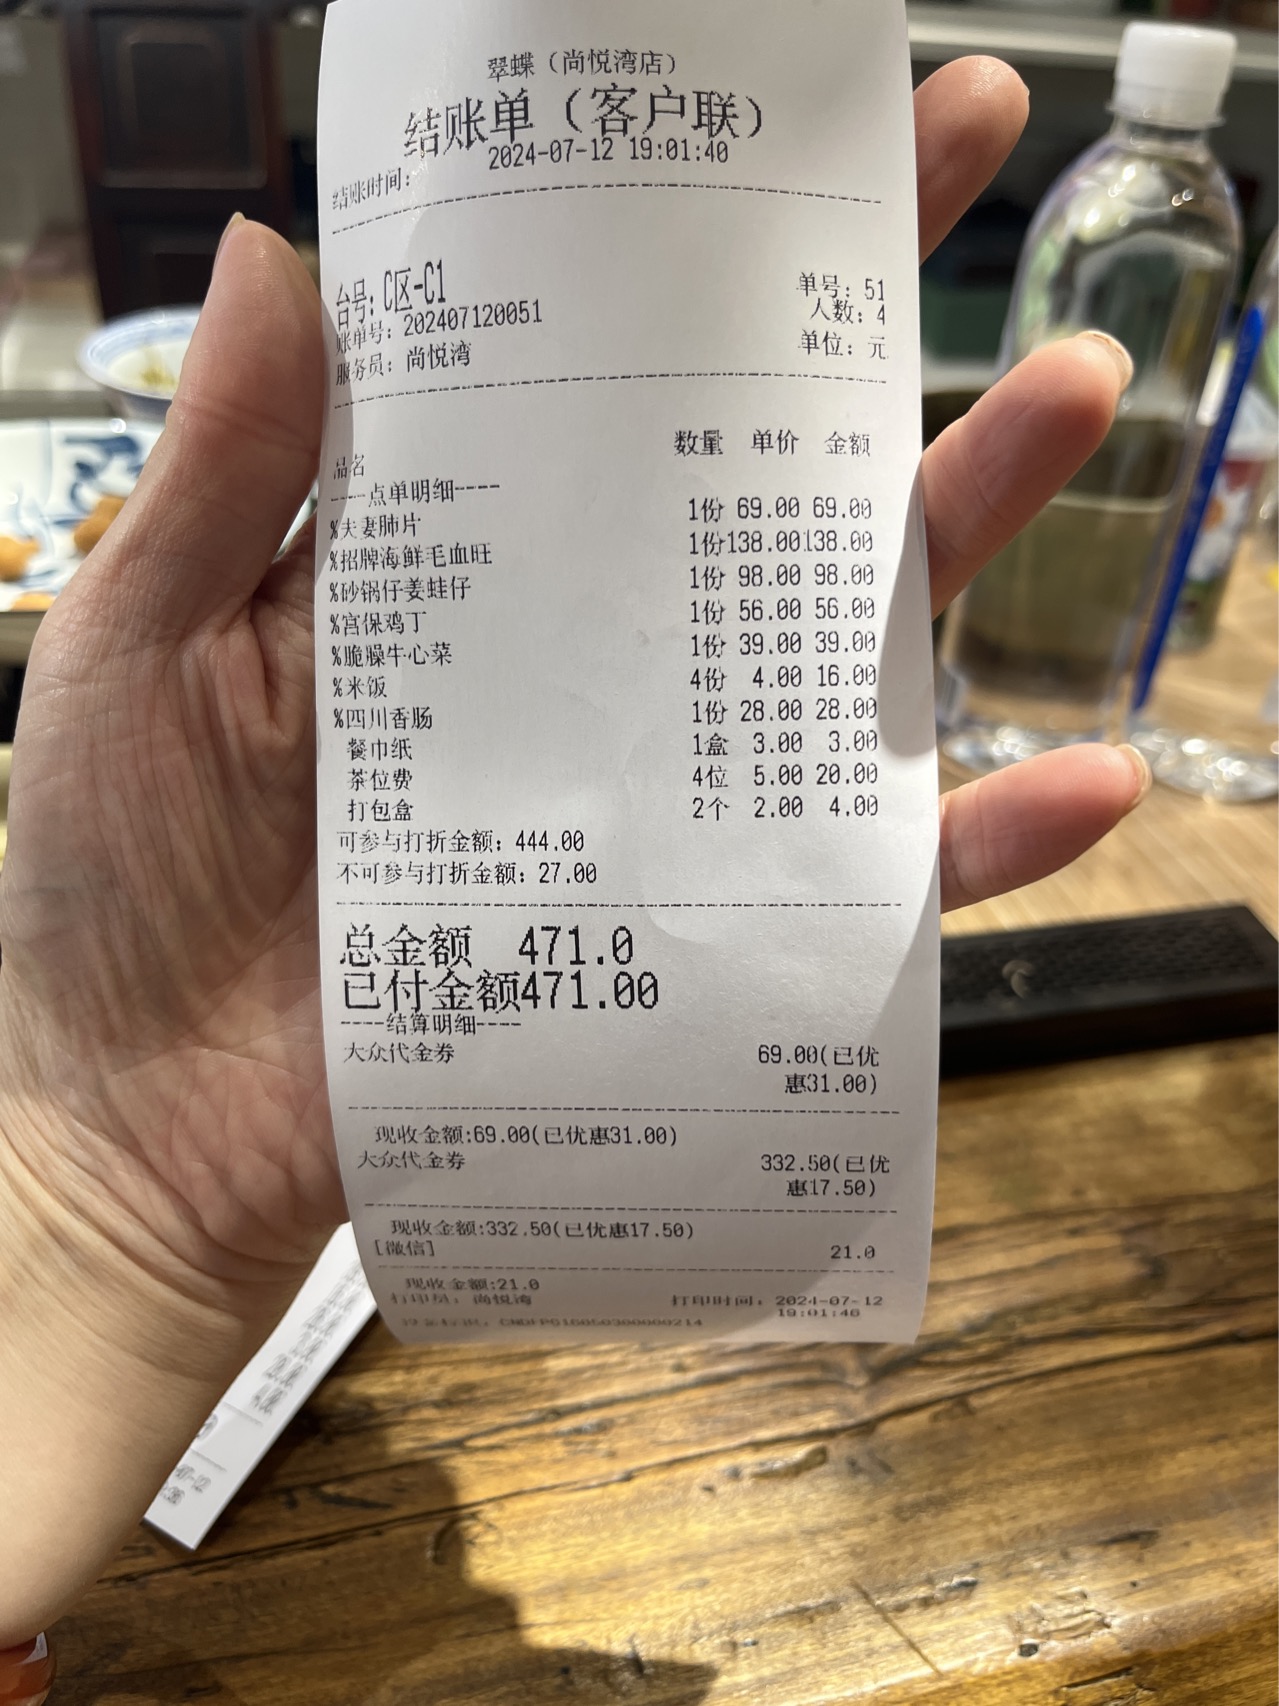 翠蝶（尚悦湾店）
结账单（客户联）
结账时间： 2024-07-12 19:01:40
台号：C区-C1 单号：51
账单号：202407120051 人数：4
服务员：尚悦湾 单位：元
品名 数量 单价 金额
----点单明细----
%夫妻肺片 1份 69.00 69.00
%招牌海鲜毛血旺 1份 138.00 138.00
%砂锅仔姜蛙仔 1份 98.00 98.00
%宫保鸡丁 1份 56.00 56.00
%脆臊牛心菜 1份 39.00 39.00
%米饭 4份 4.00 16.00
%四川香肠 1份 28.00 28.00
餐巾纸 1盒 3.00 3.00
茶位费 4位 5.00 20.00
打包盒 2个 2.00 4.00
可参与打折金额：444.00
不可参与打折金额：27.00
总金额 471.0
已付金额471.00
----结算明细----
大众代金券 69.00(已优
惠31.00)
现收金额:69.00(已优惠31.00)
大众代金券 332.50(已优
惠17.50)
现收金额:332.50(已优惠17.50)
[微信] 21.0
现收金额:21.0
打印员：尚悦湾 打印时间：2024-07-12
19:01:46